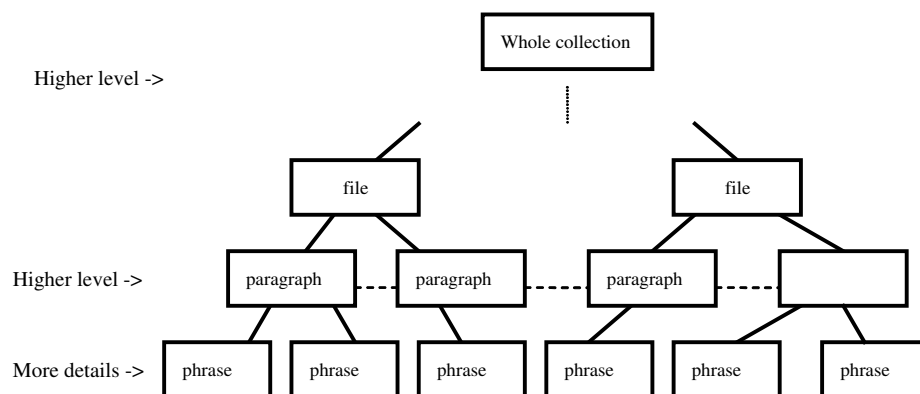 Whole collection
Higher level ->
file file
Higher level ->
paragraph paragraph paragraph
More details ->
phrase phrase phrase phrase phrase phrase